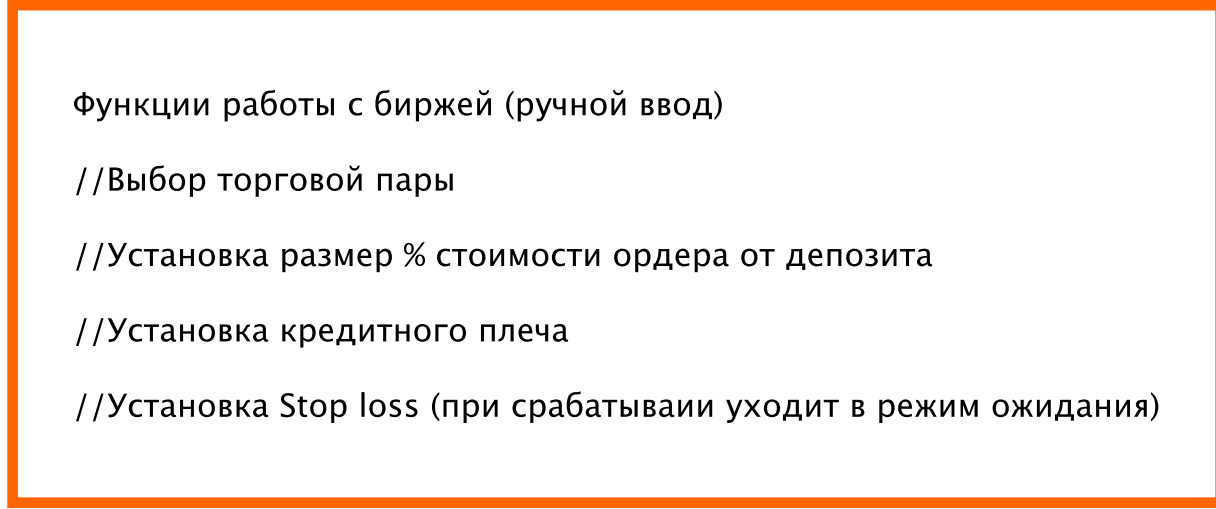 Функции работы с биржей (ручной ввод)
//Выбор торговой пары
//Установка размер % стоимости ордера от депозита
//Установка кредитного плеча
//Установка Stop loss (при срабатываии уходит в режим ожидания)